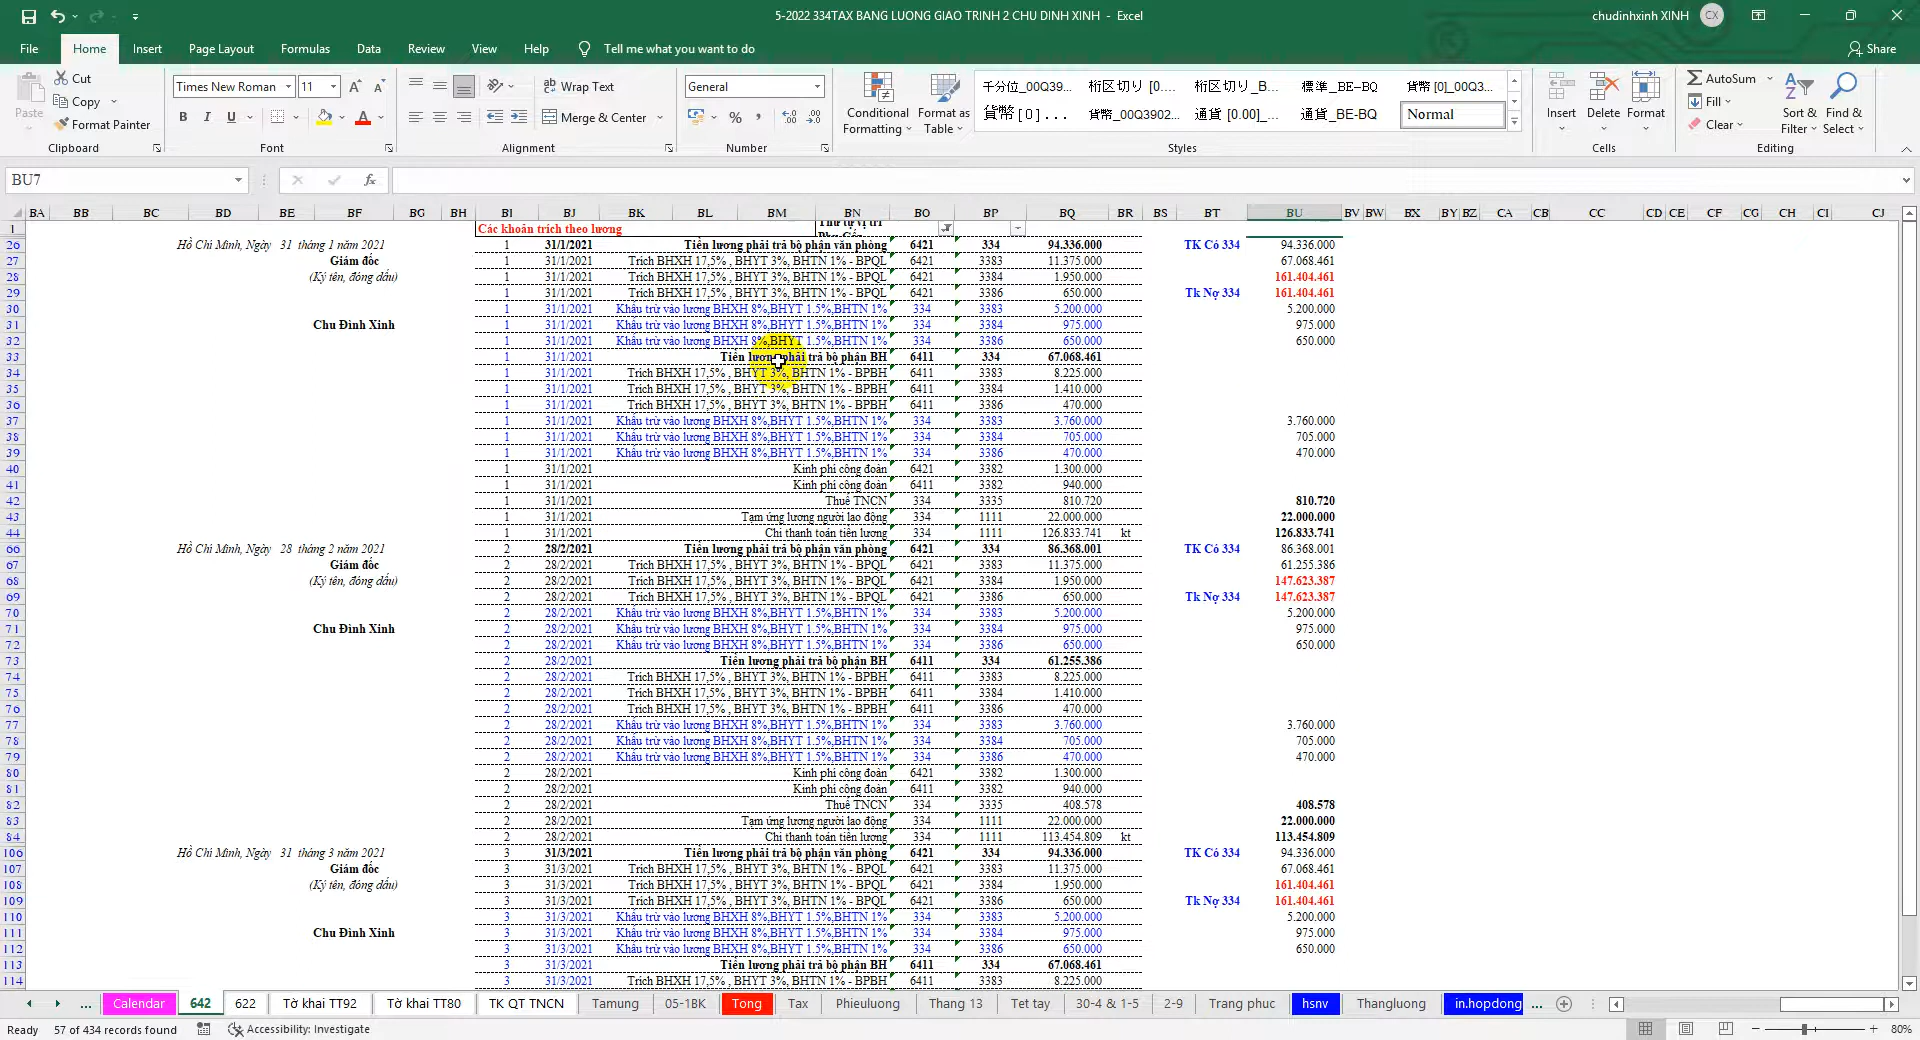 5-2022 334TAX BANG LUONG GIAO TRINH 2 CHU DINH XINH - Excel
chudinhxinh XINH CX
File Home Insert Page Layout Formulas Data Review View Help Tell me what you want to do Share
Cut
Copy
Format Painter
Paste
Clipboard
Times New Roman 11
B I U
Font
Wrap Text
Merge & Center
Alignment
General
Number
Conditional Formatting
Format as Table
千分位_00Q39... 桁区切り [0.... 桁区切り_B... 標準_BE–BQ 貨幣 [0]_00Q3...
貨幣 [0] ... 貨幣_00Q3902... 通貨 [0.00]_... 通貨_BE-BQ Normal
Styles
Insert Delete Format
Cells
AutoSum
Fill
Clear
Sort & Filter
Find & Select
Editing
BU7
BA BB BC BD BE BF BG BH BI BJ BK BL BM BN BO BP BQ BR BS BT BU BV BW BX BY BZ CA CB CC CD CE CF CG CH CI CJ
1 Các khoản trích theo lương Thứ tự vị trí
26 Hồ Chí Minh, Ngày 31 tháng 1 năm 2021 1 31/1/2021 Tiền lương phải trả bộ phận văn phòng 6421 334 94.336.000 TK Có 334 94.336.000
27 Giám đốc 1 31/1/2021 Trích BHXH 17,5% , BHYT 3%, BHTN 1% - BPQL 6421 3383 11.375.000 67.068.461
28 (Ký tên, đóng dấu) 1 31/1/2021 Trích BHXH 17,5% , BHYT 3%, BHTN 1% - BPQL 6421 3384 1.950.000 161.404.461
29 1 31/1/2021 Trích BHXH 17,5% , BHYT 3%, BHTN 1% - BPQL 6421 3386 650.000 Tk Nợ 334 161.404.461
30 1 31/1/2021 Khấu trừ vào lương BHXH 8%,BHYT 1.5%,BHTN 1% 334 3383 5.200.000 5.200.000
31 Chu Đình Xinh 1 31/1/2021 Khấu trừ vào lương BHXH 8%,BHYT 1.5%,BHTN 1% 334 3384 975.000 975.000
32 1 31/1/2021 Khấu trừ vào lương BHXH 8%,BHYT 1.5%,BHTN 1% 334 3386 650.000 650.000
33 1 31/1/2021 Tiền lương phải trả bộ phận BH 6411 334 67.068.461
34 1 31/1/2021 Trích BHXH 17,5% , BHYT 3%, BHTN 1% - BPBH 6411 3383 8.225.000
35 1 31/1/2021 Trích BHXH 17,5% , BHYT 3%, BHTN 1% - BPBH 6411 3384 1.410.000
36 1 31/1/2021 Trích BHXH 17,5% , BHYT 3%, BHTN 1% - BPBH 6411 3386 470.000
37 1 31/1/2021 Khấu trừ vào lương BHXH 8%,BHYT 1.5%,BHTN 1% 334 3383 3.760.000 3.760.000
38 1 31/1/2021 Khấu trừ vào lương BHXH 8%,BHYT 1.5%,BHTN 1% 334 3384 705.000 705.000
39 1 31/1/2021 Khấu trừ vào lương BHXH 8%,BHYT 1.5%,BHTN 1% 334 3386 470.000 470.000
40 1 31/1/2021 Kinh phí công đoàn 6421 3382 1.300.000
41 1 31/1/2021 Kinh phí công đoàn 6411 3382 940.000
42 1 31/1/2021 Thuế TNCN 334 3335 810.720 810.720
43 1 31/1/2021 Tạm ứng lương người lao động 334 1111 22.000.000 22.000.000
44 1 31/1/2021 Chi thanh toán tiền lương 334 1111 126.833.741 kt 126.833.741
66 Hồ Chí Minh, Ngày 28 tháng 2 năm 2021 2 28/2/2021 Tiền lương phải trả bộ phận văn phòng 6421 334 86.368.001 TK Có 334 86.368.001
67 Giám đốc 2 28/2/2021 Trích BHXH 17,5% , BHYT 3%, BHTN 1% - BPQL 6421 3383 11.375.000 61.255.386
68 (Ký tên, đóng dấu) 2 28/2/2021 Trích BHXH 17,5% , BHYT 3%, BHTN 1% - BPQL 6421 3384 1.950.000 147.623.387
69 2 28/2/2021 Trích BHXH 17,5% , BHYT 3%, BHTN 1% - BPQL 6421 3386 650.000 Tk Nợ 334 147.623.387
70 2 28/2/2021 Khấu trừ vào lương BHXH 8%,BHYT 1.5%,BHTN 1% 334 3383 5.200.000 5.200.000
71 Chu Đình Xinh 2 28/2/2021 Khấu trừ vào lương BHXH 8%,BHYT 1.5%,BHTN 1% 334 3384 975.000 975.000
72 2 28/2/2021 Khấu trừ vào lương BHXH 8%,BHYT 1.5%,BHTN 1% 334 3386 650.000 650.000
73 2 28/2/2021 Tiền lương phải trả bộ phận BH 6411 334 61.255.386
74 2 28/2/2021 Trích BHXH 17,5% , BHYT 3%, BHTN 1% - BPBH 6411 3383 8.225.000
75 2 28/2/2021 Trích BHXH 17,5% , BHYT 3%, BHTN 1% - BPBH 6411 3384 1.410.000
76 2 28/2/2021 Trích BHXH 17,5% , BHYT 3%, BHTN 1% - BPBH 6411 3386 470.000
77 2 28/2/2021 Khấu trừ vào lương BHXH 8%,BHYT 1.5%,BHTN 1% 334 3383 3.760.000 3.760.000
78 2 28/2/2021 Khấu trừ vào lương BHXH 8%,BHYT 1.5%,BHTN 1% 334 3384 705.000 705.000
79 2 28/2/2021 Khấu trừ vào lương BHXH 8%,BHYT 1.5%,BHTN 1% 334 3386 470.000 470.000
80 2 28/2/2021 Kinh phí công đoàn 6421 3382 1.300.000
81 2 28/2/2021 Kinh phí công đoàn 6411 3382 940.000
82 2 28/2/2021 Thuế TNCN 334 3335 408.578 408.578
83 2 28/2/2021 Tạm ứng lương người lao động 334 1111 22.000.000 22.000.000
84 2 28/2/2021 Chi thanh toán tiền lương 334 1111 113.454.809 kt 113.454.809
106 Hồ Chí Minh, Ngày 31 tháng 3 năm 2021 3 31/3/2021 Tiền lương phải trả bộ phận văn phòng 6421 334 94.336.000 TK Có 334 94.336.000
107 Giám đốc 3 31/3/2021 Trích BHXH 17,5% , BHYT 3%, BHTN 1% - BPQL 6421 3383 11.375.000 67.068.461
108 (Ký tên, đóng dấu) 3 31/3/2021 Trích BHXH 17,5% , BHYT 3%, BHTN 1% - BPQL 6421 3384 1.950.000 161.404.461
109 3 31/3/2021 Trích BHXH 17,5% , BHYT 3%, BHTN 1% - BPQL 6421 3386 650.000 Tk Nợ 334 161.404.461
110 3 31/3/2021 Khấu trừ vào lương BHXH 8%,BHYT 1.5%,BHTN 1% 334 3383 5.200.000 5.200.000
111 Chu Đình Xinh 3 31/3/2021 Khấu trừ vào lương BHXH 8%,BHYT 1.5%,BHTN 1% 334 3384 975.000 975.000
112 3 31/3/2021 Khấu trừ vào lương BHXH 8%,BHYT 1.5%,BHTN 1% 334 3386 650.000 650.000
113 3 31/3/2021 Tiền lương phải trả bộ phận BH 6411 334 67.068.461
114 3 31/3/2021 Trích BHXH 17,5% , BHYT 3%, BHTN 1% - BPBH 6411 3383 8.225.000
... Calendar 642 622 Tờ khai TT92 Tờ khai TT80 TK QT TNCN Tamung 05-1BK Tong Tax Phieuluong Thang 13 Tet tay 30-4 & 1-5 2-9 Trang phuc hsnv Thangluong in.hopdong ...
Ready 57 of 434 records found Accessibility: Investigate 80%